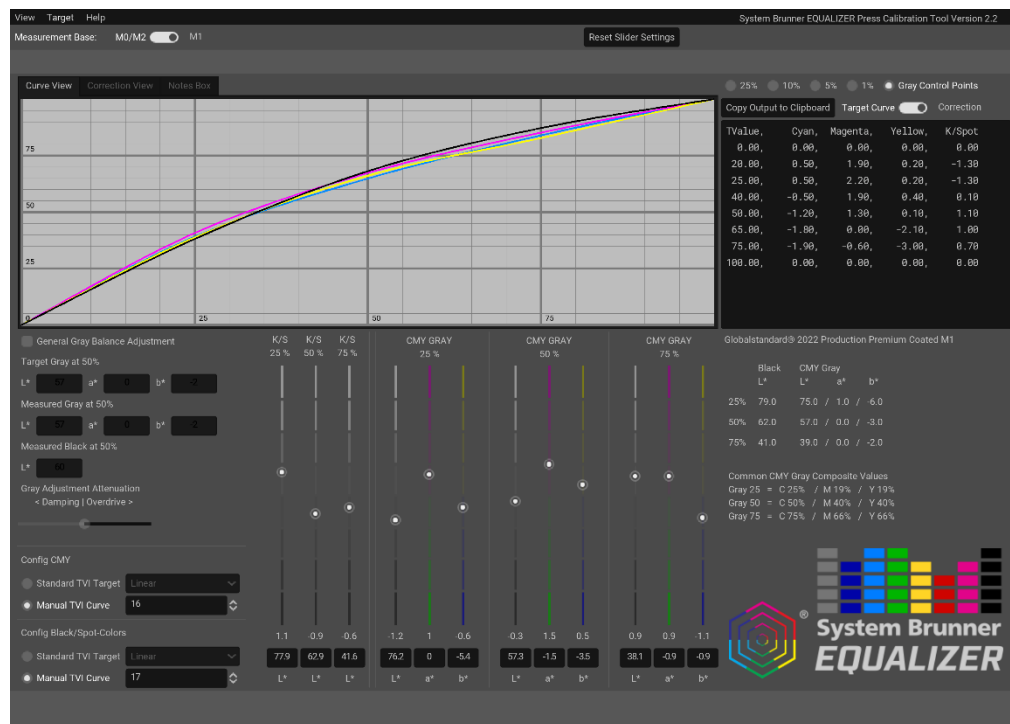 View Target Help
System Brunner EQUALIZER Press Calibration Tool Version 2.2
Measurement Base: M0/M2 M1
Reset Slider Settings
Curve View Correction View Notes Box
25% 10% 5% 1% Gray Control Points
Copy Output to Clipboard Target Curve Correction
TValue, Cyan, Magenta, Yellow, K/Spot
0.00, 0.00, 0.00, 0.00, 0.00
20.00, 0.50, 1.90, 0.20, -1.30
25.00, 0.50, 2.20, 0.20, -1.30
40.00, -0.50, 1.90, 0.40, 0.10
50.00, -1.20, 1.30, 0.10, 1.10
65.00, -1.80, 0.00, -2.10, 1.00
75.00, -1.90, -0.60, -3.00, 0.70
100.00, 0.00, 0.00, 0.00, 0.00
75
50
25
0 25 50 75
General Gray Balance Adjustment
Target Gray at 50%
L* 57 a* 0 b* -2
Measured Gray at 50%
L* 57 a* 0 b* -2
Measured Black at 50%
L* 60
Gray Adjustment Attenuation
< Damping | Overdrive >
Config CMY
Standard TVI Target Linear
Manual TVI Curve 16
Config Black/Spot-Colors
Standard TVI Target Linear
Manual TVI Curve 17
K/S K/S K/S CMY GRAY CMY GRAY CMY GRAY
25 % 50 % 75 % 25 % 50 % 75 %
1.1 -0.9 -0.6 -1.2 1 -0.6 -0.3 1.5 0.5 0.9 0.9 -1.1
77.9 62.9 41.6 76.2 0 -5.4 57.3 -1.5 -3.5 38.1 -0.9 -0.9
L* L* L* L* a* b* L* a* b* L* a* b*
Globalstandard® 2022 Production Premium Coated M1
Black CMY Gray
L* L* a* b*
25% 79.0 75.0 / 1.0 / -6.0
50% 62.0 57.0 / 0.0 / -3.0
75% 41.0 39.0 / 0.0 / -2.0
Common CMY Gray Composite Values
Gray 25 = C 25% / M 19% / Y 19%
Gray 50 = C 50% / M 40% / Y 40%
Gray 75 = C 75% / M 66% / Y 66%
®
System Brunner
EQUALIZER